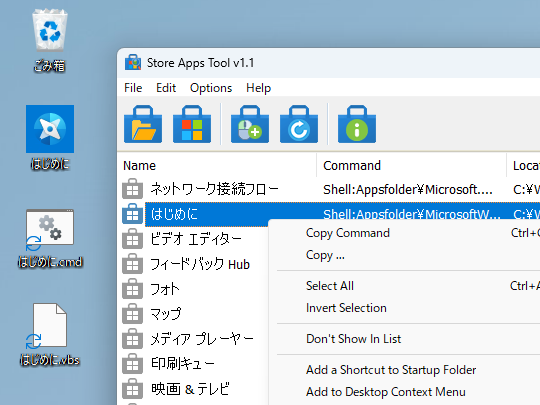 ごみ箱
はじめに
はじめに.cmd
はじめに.vbs
Store Apps Tool v1.1
File Edit Options Help
Name Command
ネットワーク接続フロー Shell:Appsfolder¥Microsoft....
はじめに Shell:Appsfolder¥MicrosoftW...
ビデオ エディター
フィードバック Hub
フォト
マップ
メディア プレーヤー
印刷キュー
映画 & テレビ
Copy Command
Copy ...
Select All
Invert Selection
Don't Show In List
Add a Shortcut to Startup Folder
Add to Desktop Context Menu